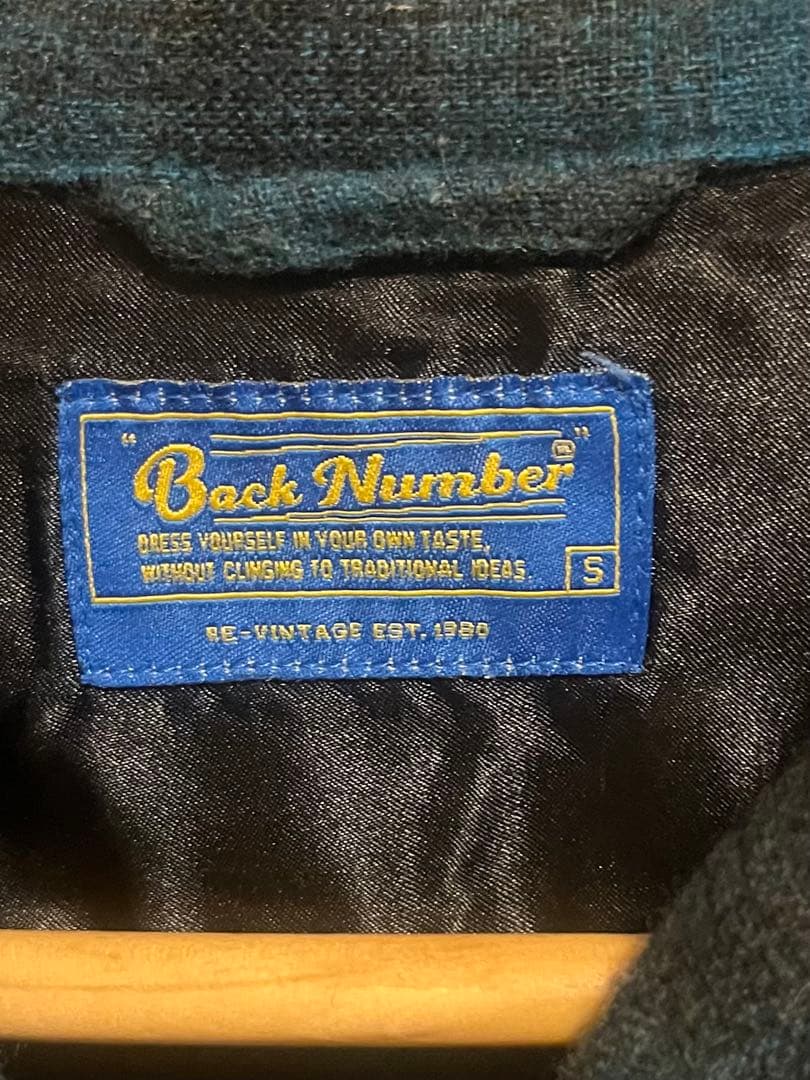 "Back Number"
DRESS YOURSELF IN YOUR OWN TASTE,
WITHOUT CLINGING TO TRADITIONAL IDEAS.
S
RE-VINTAGE EST. 1980